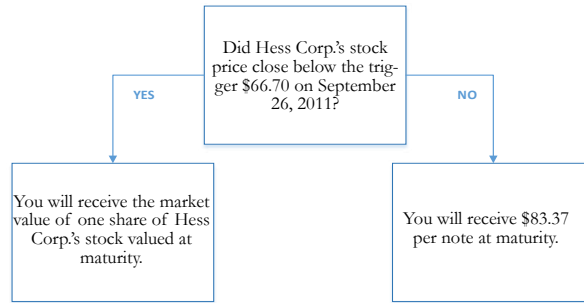 Did Hess Corp.'s stock
price close below the trig-
ger $66.70 on September
26, 2011?
YES
NO
You will receive the market
value of one share of Hess
Corp.'s stock valued at
maturity.
You will receive $83.37
per note at maturity.